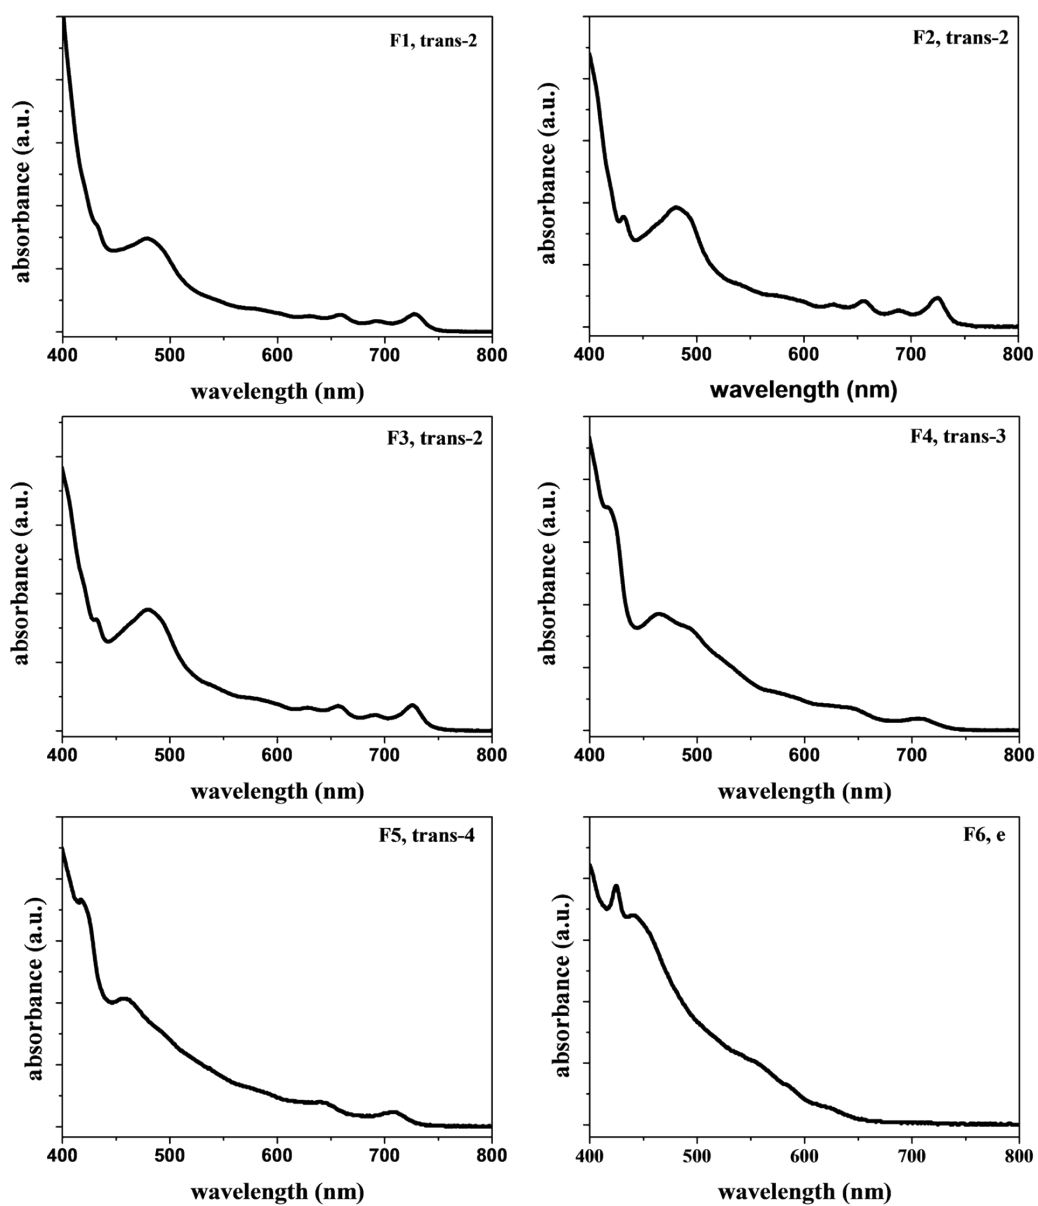 F1, trans-2
absorbance (a.u.)
400 500 600 700 800
wavelength (nm)
F2, trans-2
absorbance (a.u.)
400 500 600 700 800
wavelength (nm)
F3, trans-2
absorbance (a.u.)
400 500 600 700 800
wavelength (nm)
F4, trans-3
absorbance (a.u.)
400 500 600 700 800
wavelength (nm)
F5, trans-4
absorbance (a.u.)
400 500 600 700 800
wavelength (nm)
F6, e
absorbance (a.u.)
400 500 600 700 800
wavelength (nm)